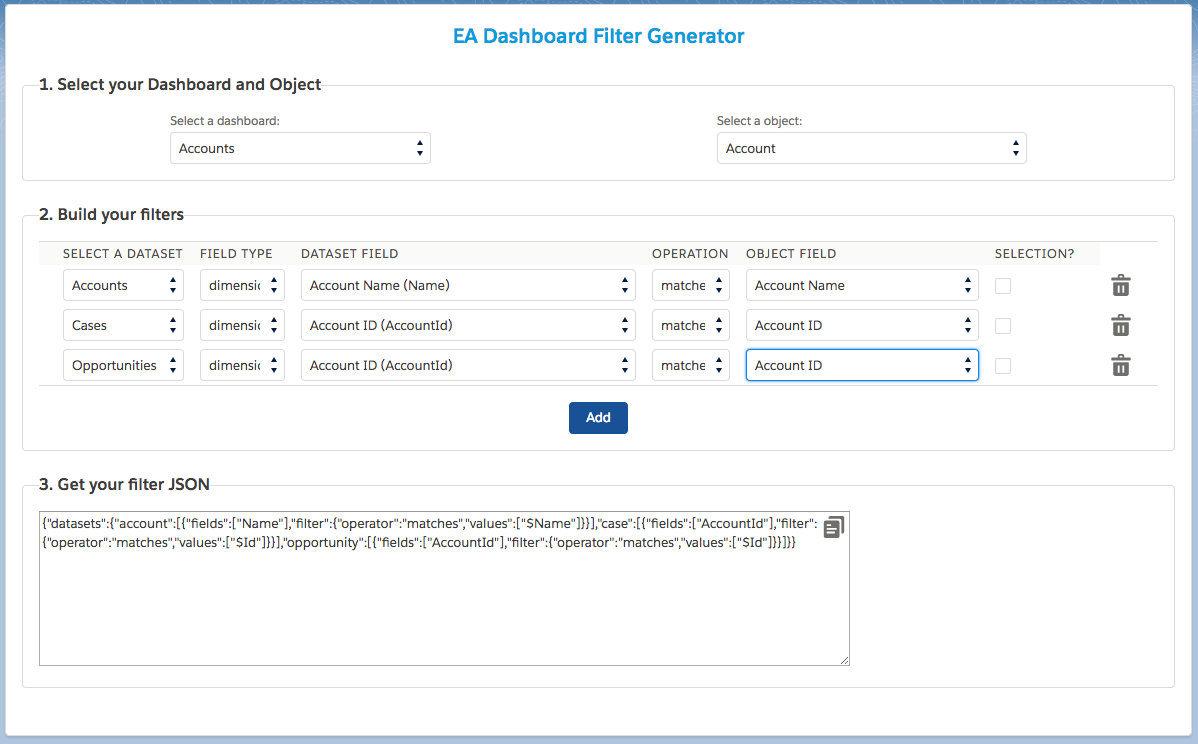 EA Dashboard Filter Generator
1. Select your Dashboard and Object
Select a dashboard: Select a object:
Accounts Account
2. Build your filters
SELECT A DATASET FIELD TYPE DATASET FIELD OPERATION OBJECT FIELD SELECTION?
Accounts dimensic Account Name (Name) matche Account Name
Cases dimensic Account ID (AccountId) matche Account ID
Opportunities dimensic Account ID (AccountId) matche Account ID
Add
3. Get your filter JSON
{"datasets":{"account":[{"fields":["Name"],"filter":{"operator":"matches","values":["$Name"]}}],"case":[{"fields":["AccountId"],"filter":
{"operator":"matches","values":["$Id"]}}],"opportunity":[{"fields":["AccountId"],"filter":{"operator":"matches","values":["$Id"]}}]}}